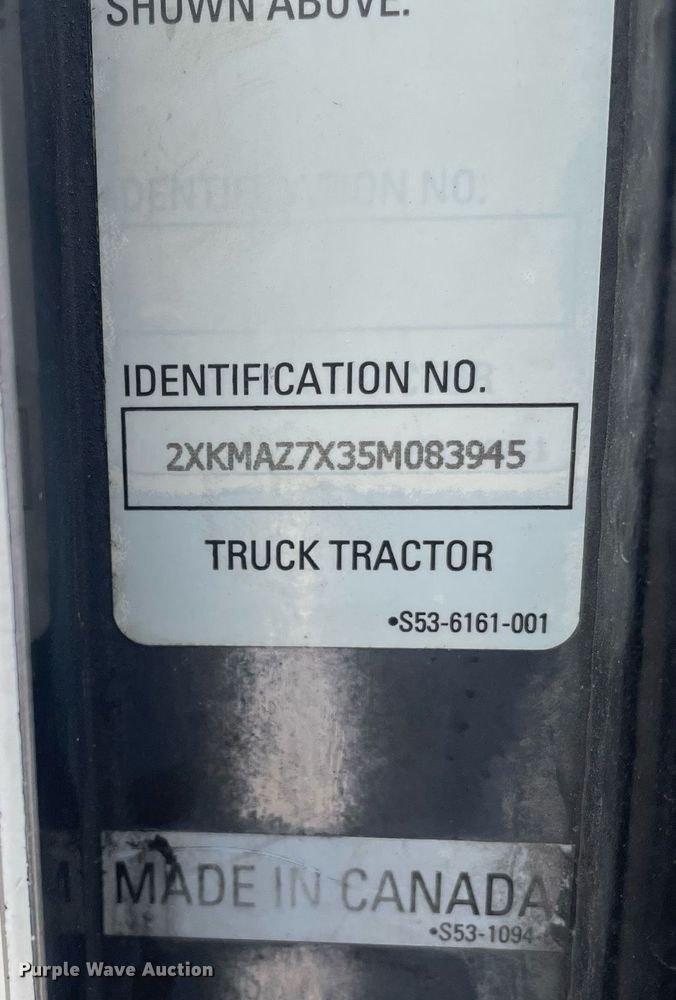 SHOWN ABOVE.
IDENTIFICATION NO.
2XKMAZ7X35M083945
TRUCK TRACTOR
•S53-6161-001
MADE IN CANADA
•S53-1094
Purple Wave Auction